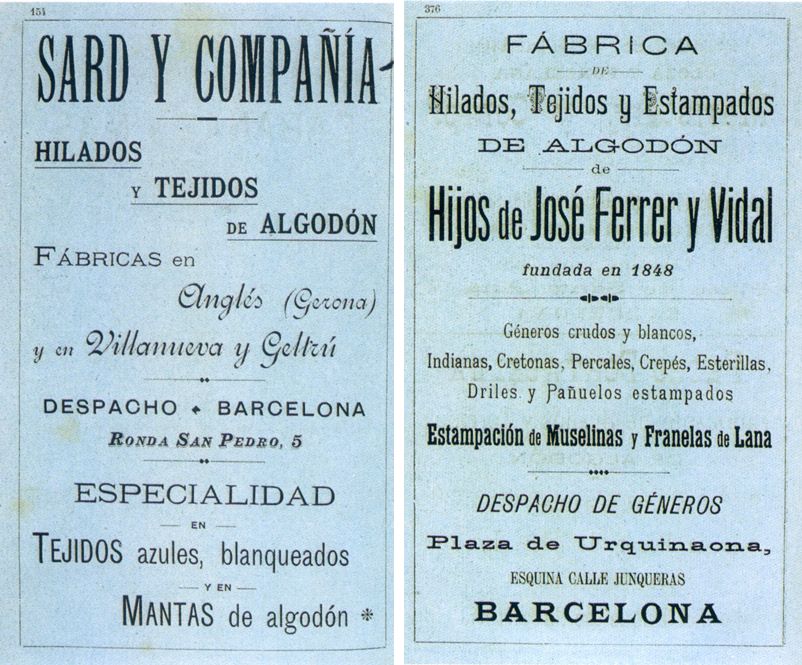 154
SARD Y COMPAÑÍA
HILADOS
Y TEJIDOS
DE ALGODÓN
FÁBRICAS en
Anglés (Gerona)
y en Villanueva y Geltrú
DESPACHO BARCELONA
RONDA SAN PEDRO, 5
ESPECIALIDAD
EN
TEJIDOS azules, blanqueados
Y EN
MANTAS de algodón
376
FÁBRICA
DE
Hilados, Tejidos y Estampados
DE ALGODÓN
de
Hijos de José Ferrer y Vidal
fundada en 1848
Géneros crudos y blancos,
Indianas, Cretonas, Percales, Crepés, Esterillas,
Driles y Pañuelos estampados
Estampación de Muselinas y Franelas de Lana
DESPACHO DE GÉNEROS
Plaza de Urquinaona,
ESQUINA CALLE JUNQUERAS
BARCELONA